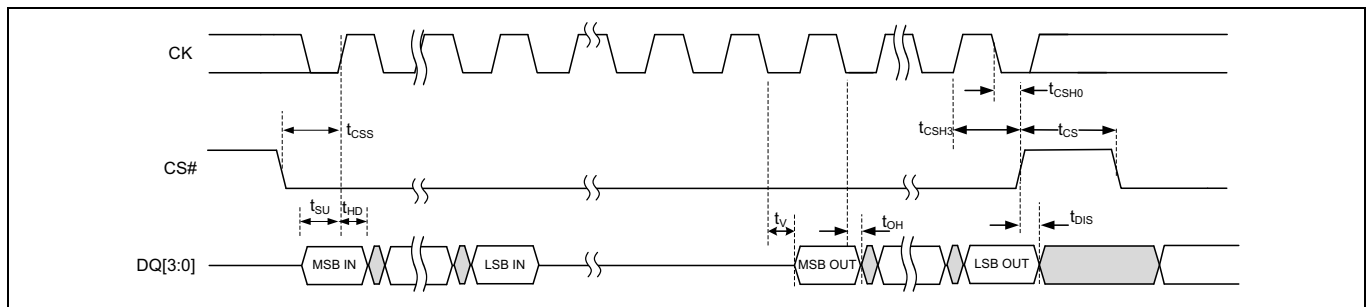 CK
tCSH0
tCSS
tCSH3
tCS
CS#
tSU
tHD
tV
tOH
tDIS
DQ[3:0]
MSB IN
LSB IN
MSB OUT
LSB OUT